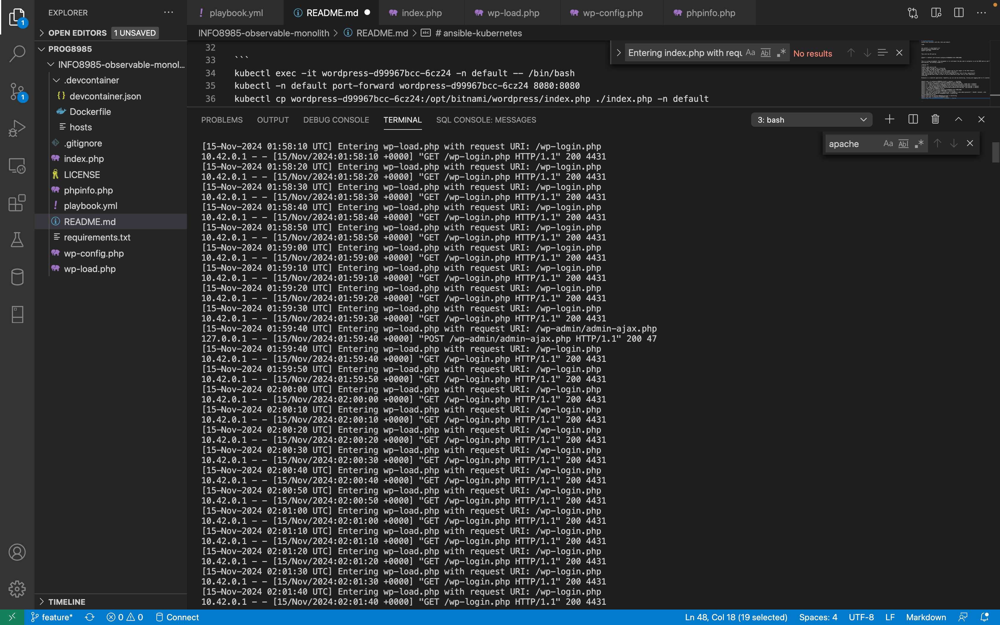 EXPLORER
OPEN EDITORS 1 UNSAVED
PROG8985
INFO8985-observable-monol...
.devcontainer
devcontainer.json
Dockerfile
hosts
.gitignore
index.php
LICENSE
phpinfo.php
playbook.yml
README.md
requirements.txt
wp-config.php
wp-load.php
TIMELINE
1
1
playbook.yml README.md index.php wp-load.php wp-config.php phpinfo.php
INFO8985-observable-monolith > README.md > # ansible-kubernetes
Entering index.php with requ No results
32
33 ```
34 kubectl exec -it wordpress-d99967bcc-6cz24 -n default -- /bin/bash
35 kubectl -n default port-forward wordpress-d99967bcc-6cz24 8080:8080
36 kubectl cp wordpress-d99967bcc-6cz24:/opt/bitnami/wordpress/index.php ./index.php -n default
PROBLEMS OUTPUT DEBUG CONSOLE TERMINAL SQL CONSOLE: MESSAGES 3: bash
apache
[15-Nov-2024 01:58:10 UTC] Entering wp-load.php with request URI: /wp-login.php
10.42.0.1 - - [15/Nov/2024:01:58:10 +0000] "GET /wp-login.php HTTP/1.1" 200 4431
[15-Nov-2024 01:58:20 UTC] Entering wp-load.php with request URI: /wp-login.php
10.42.0.1 - - [15/Nov/2024:01:58:20 +0000] "GET /wp-login.php HTTP/1.1" 200 4431
[15-Nov-2024 01:58:30 UTC] Entering wp-load.php with request URI: /wp-login.php
10.42.0.1 - - [15/Nov/2024:01:58:30 +0000] "GET /wp-login.php HTTP/1.1" 200 4431
[15-Nov-2024 01:58:40 UTC] Entering wp-load.php with request URI: /wp-login.php
10.42.0.1 - - [15/Nov/2024:01:58:40 +0000] "GET /wp-login.php HTTP/1.1" 200 4431
[15-Nov-2024 01:58:50 UTC] Entering wp-load.php with request URI: /wp-login.php
10.42.0.1 - - [15/Nov/2024:01:58:50 +0000] "GET /wp-login.php HTTP/1.1" 200 4431
[15-Nov-2024 01:59:00 UTC] Entering wp-load.php with request URI: /wp-login.php
10.42.0.1 - - [15/Nov/2024:01:59:00 +0000] "GET /wp-login.php HTTP/1.1" 200 4431
[15-Nov-2024 01:59:10 UTC] Entering wp-load.php with request URI: /wp-login.php
10.42.0.1 - - [15/Nov/2024:01:59:10 +0000] "GET /wp-login.php HTTP/1.1" 200 4431
[15-Nov-2024 01:59:20 UTC] Entering wp-load.php with request URI: /wp-login.php
10.42.0.1 - - [15/Nov/2024:01:59:20 +0000] "GET /wp-login.php HTTP/1.1" 200 4431
[15-Nov-2024 01:59:30 UTC] Entering wp-load.php with request URI: /wp-login.php
10.42.0.1 - - [15/Nov/2024:01:59:30 +0000] "GET /wp-login.php HTTP/1.1" 200 4431
[15-Nov-2024 01:59:40 UTC] Entering wp-load.php with request URI: /wp-admin/admin-ajax.php
127.0.0.1 - - [15/Nov/2024:01:59:40 +0000] "POST /wp-admin/admin-ajax.php HTTP/1.1" 200 47
[15-Nov-2024 01:59:40 UTC] Entering wp-load.php with request URI: /wp-login.php
10.42.0.1 - - [15/Nov/2024:01:59:40 +0000] "GET /wp-login.php HTTP/1.1" 200 4431
[15-Nov-2024 01:59:50 UTC] Entering wp-load.php with request URI: /wp-login.php
10.42.0.1 - - [15/Nov/2024:01:59:50 +0000] "GET /wp-login.php HTTP/1.1" 200 4431
[15-Nov-2024 02:00:00 UTC] Entering wp-load.php with request URI: /wp-login.php
10.42.0.1 - - [15/Nov/2024:02:00:00 +0000] "GET /wp-login.php HTTP/1.1" 200 4431
[15-Nov-2024 02:00:10 UTC] Entering wp-load.php with request URI: /wp-login.php
10.42.0.1 - - [15/Nov/2024:02:00:10 +0000] "GET /wp-login.php HTTP/1.1" 200 4431
[15-Nov-2024 02:00:20 UTC] Entering wp-load.php with request URI: /wp-login.php
10.42.0.1 - - [15/Nov/2024:02:00:20 +0000] "GET /wp-login.php HTTP/1.1" 200 4431
[15-Nov-2024 02:00:30 UTC] Entering wp-load.php with request URI: /wp-login.php
10.42.0.1 - - [15/Nov/2024:02:00:30 +0000] "GET /wp-login.php HTTP/1.1" 200 4431
[15-Nov-2024 02:00:40 UTC] Entering wp-load.php with request URI: /wp-login.php
10.42.0.1 - - [15/Nov/2024:02:00:40 +0000] "GET /wp-login.php HTTP/1.1" 200 4431
[15-Nov-2024 02:00:50 UTC] Entering wp-load.php with request URI: /wp-login.php
10.42.0.1 - - [15/Nov/2024:02:00:50 +0000] "GET /wp-login.php HTTP/1.1" 200 4431
[15-Nov-2024 02:01:00 UTC] Entering wp-load.php with request URI: /wp-login.php
10.42.0.1 - - [15/Nov/2024:02:01:00 +0000] "GET /wp-login.php HTTP/1.1" 200 4431
[15-Nov-2024 02:01:10 UTC] Entering wp-load.php with request URI: /wp-login.php
10.42.0.1 - - [15/Nov/2024:02:01:10 +0000] "GET /wp-login.php HTTP/1.1" 200 4431
[15-Nov-2024 02:01:20 UTC] Entering wp-load.php with request URI: /wp-login.php
10.42.0.1 - - [15/Nov/2024:02:01:20 +0000] "GET /wp-login.php HTTP/1.1" 200 4431
[15-Nov-2024 02:01:30 UTC] Entering wp-load.php with request URI: /wp-login.php
10.42.0.1 - - [15/Nov/2024:02:01:30 +0000] "GET /wp-login.php HTTP/1.1" 200 4431
[15-Nov-2024 02:01:40 UTC] Entering wp-load.php with request URI: /wp-login.php
10.42.0.1 - - [15/Nov/2024:02:01:40 +0000] "GET /wp-login.php HTTP/1.1" 200 4431
feature* 0 0 Connect Ln 48, Col 18 (19 selected) Spaces: 4 UTF-8 LF Markdown